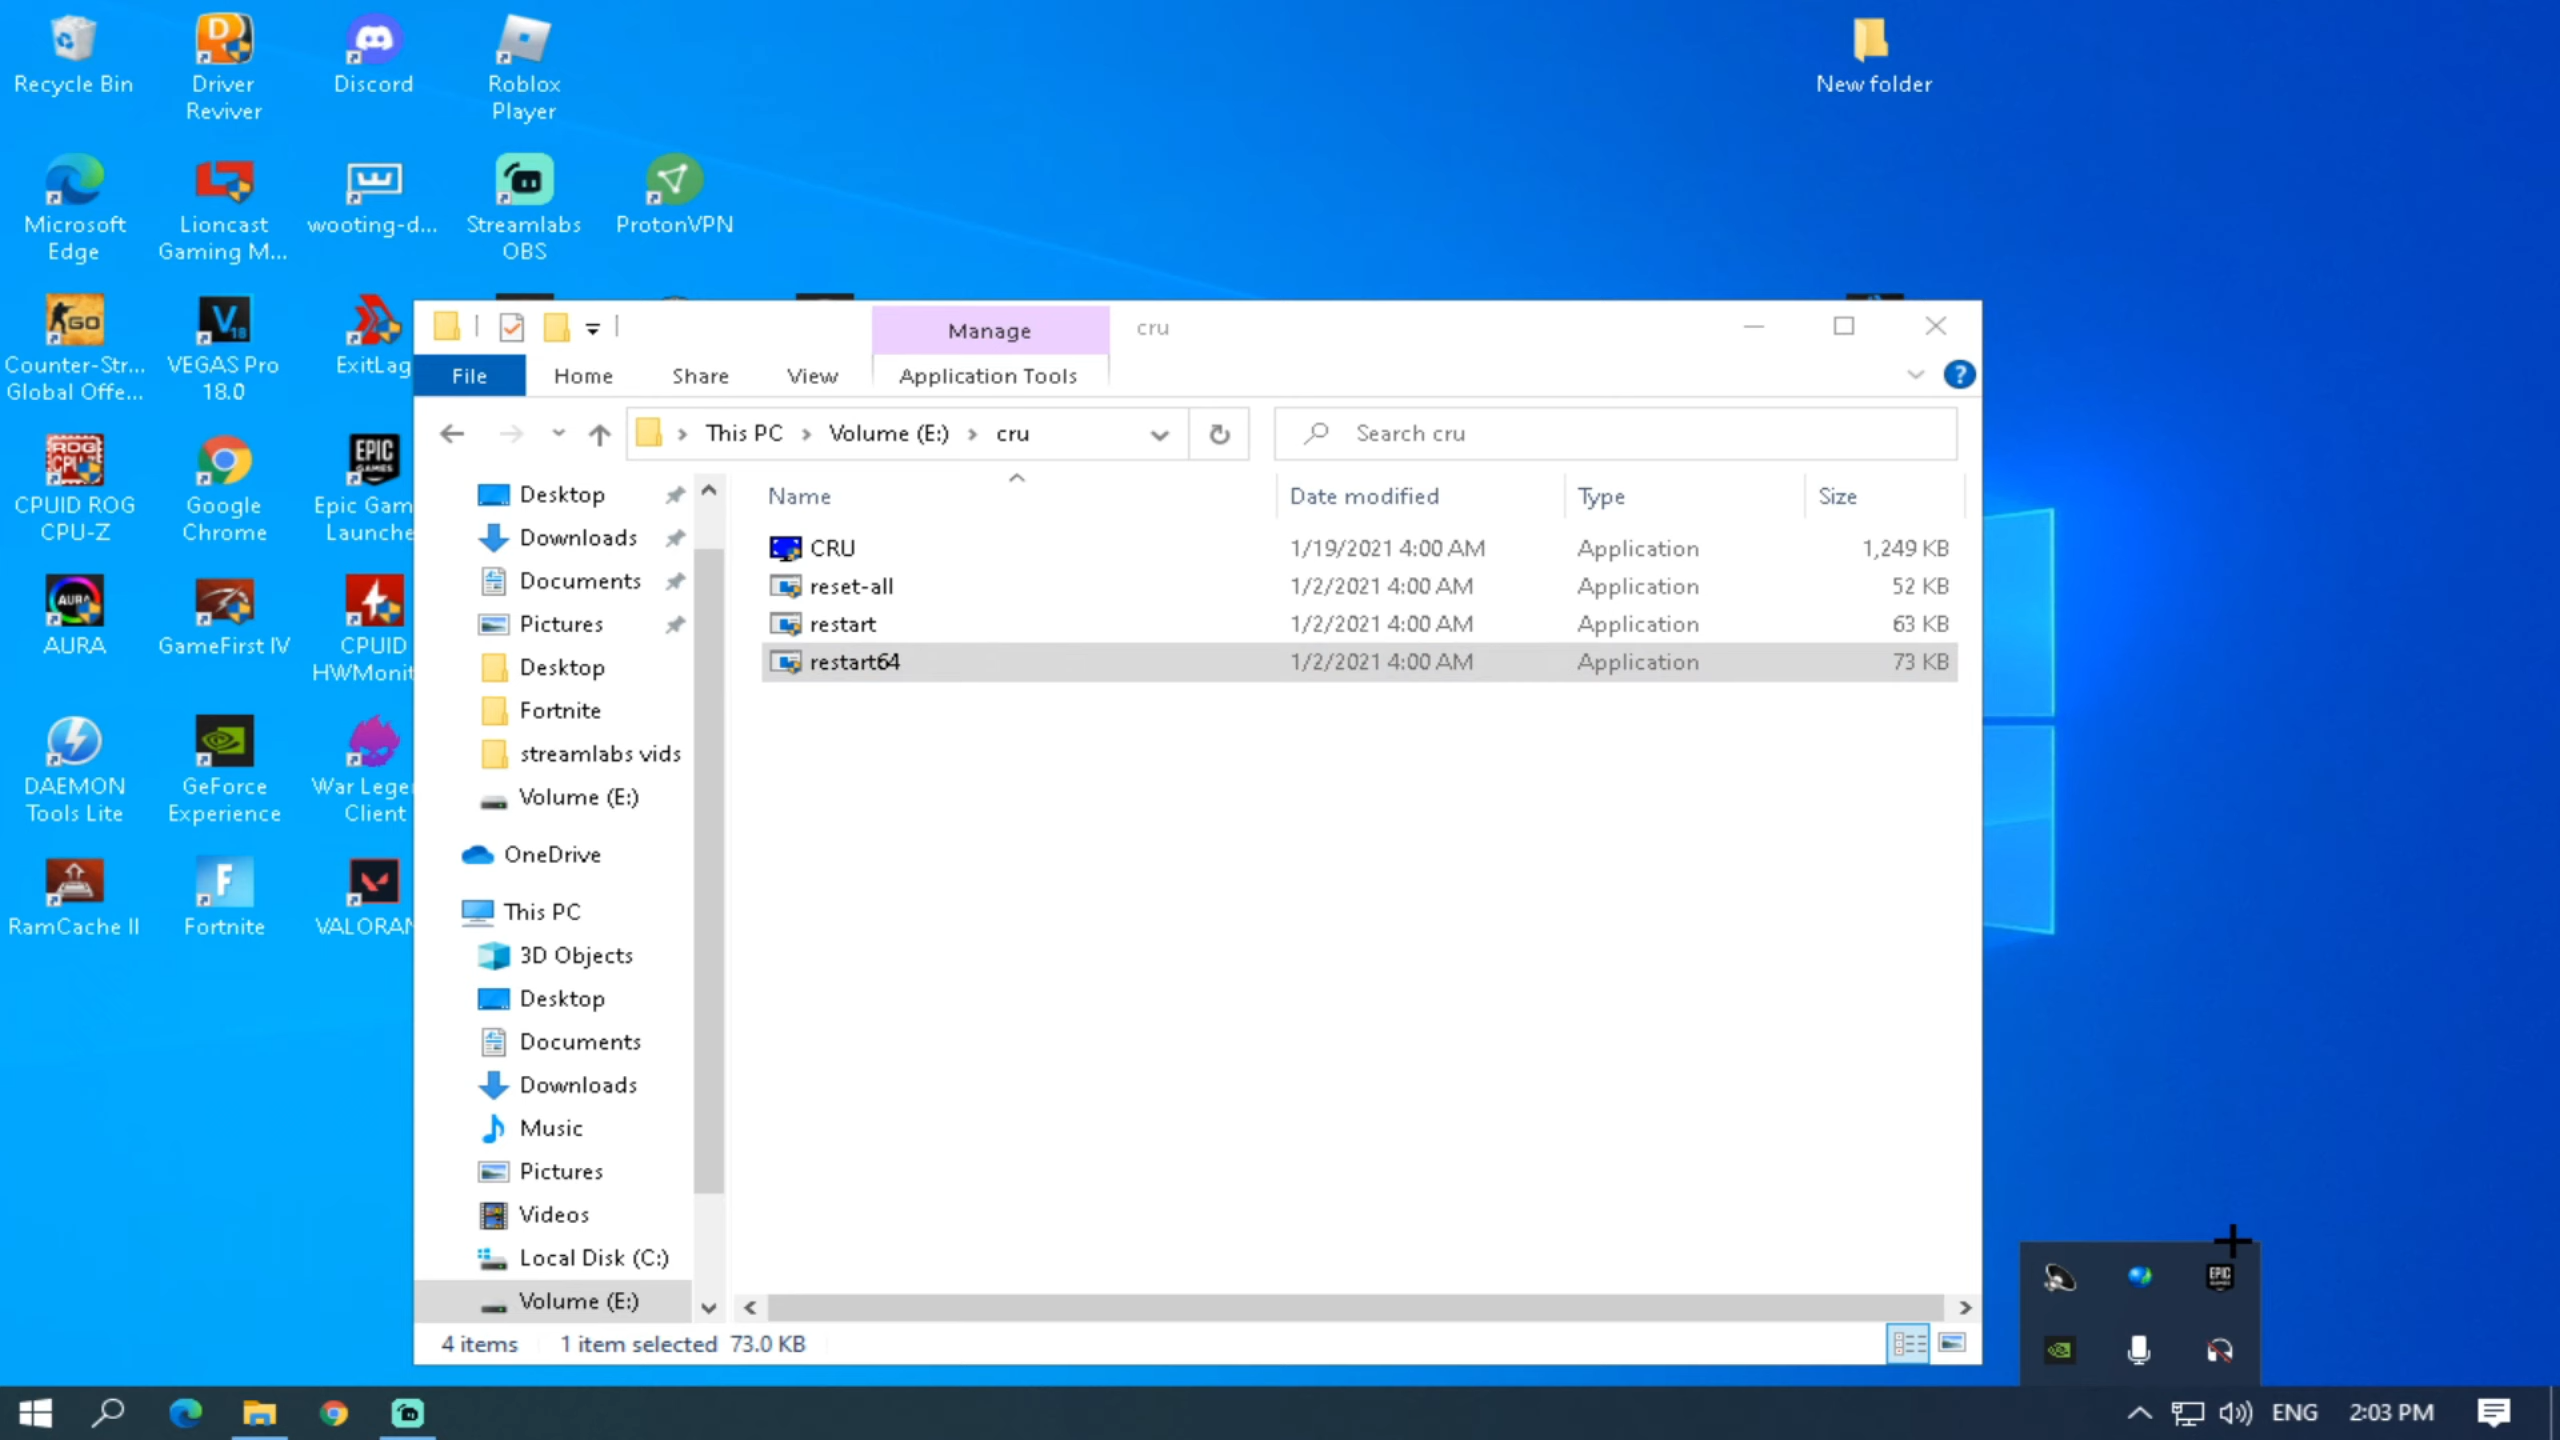 Recycle Bin
Driver
Reviver
Discord
Roblox
Player
New folder
Microsoft
Edge
Lioncast
Gaming M...
wooting-d...
Streamlabs
OBS
ProtonVPN
Counter-Str...
Global Offe...
VEGAS Pro
18.0
ExitLag
CPUID ROG
CPU-Z
Google
Chrome
Epic Gam
Launche
AURA
GameFirst IV
CPUID
HWMonit
DAEMON
Tools Lite
GeForce
Experience
War Lege
Client
RamCache II
Fortnite
VALORAN
Manage
cru
File
Home
Share
View
Application Tools
This PC
Volume (E:)
cru
Search cru
Desktop
Downloads
Documents
Pictures
Desktop
Fortnite
streamlabs vids
Volume (E:)
OneDrive
This PC
3D Objects
Desktop
Documents
Downloads
Music
Pictures
Videos
Local Disk (C:)
Volume (E:)
Name Date modified Type Size
CRU 1/19/2021 4:00 AM Application 1,249 KB
reset-all 1/2/2021 4:00 AM Application 52 KB
restart 1/2/2021 4:00 AM Application 63 KB
restart64 1/2/2021 4:00 AM Application 73 KB
4 items 1 item selected 73.0 KB
ENG 2:03 PM